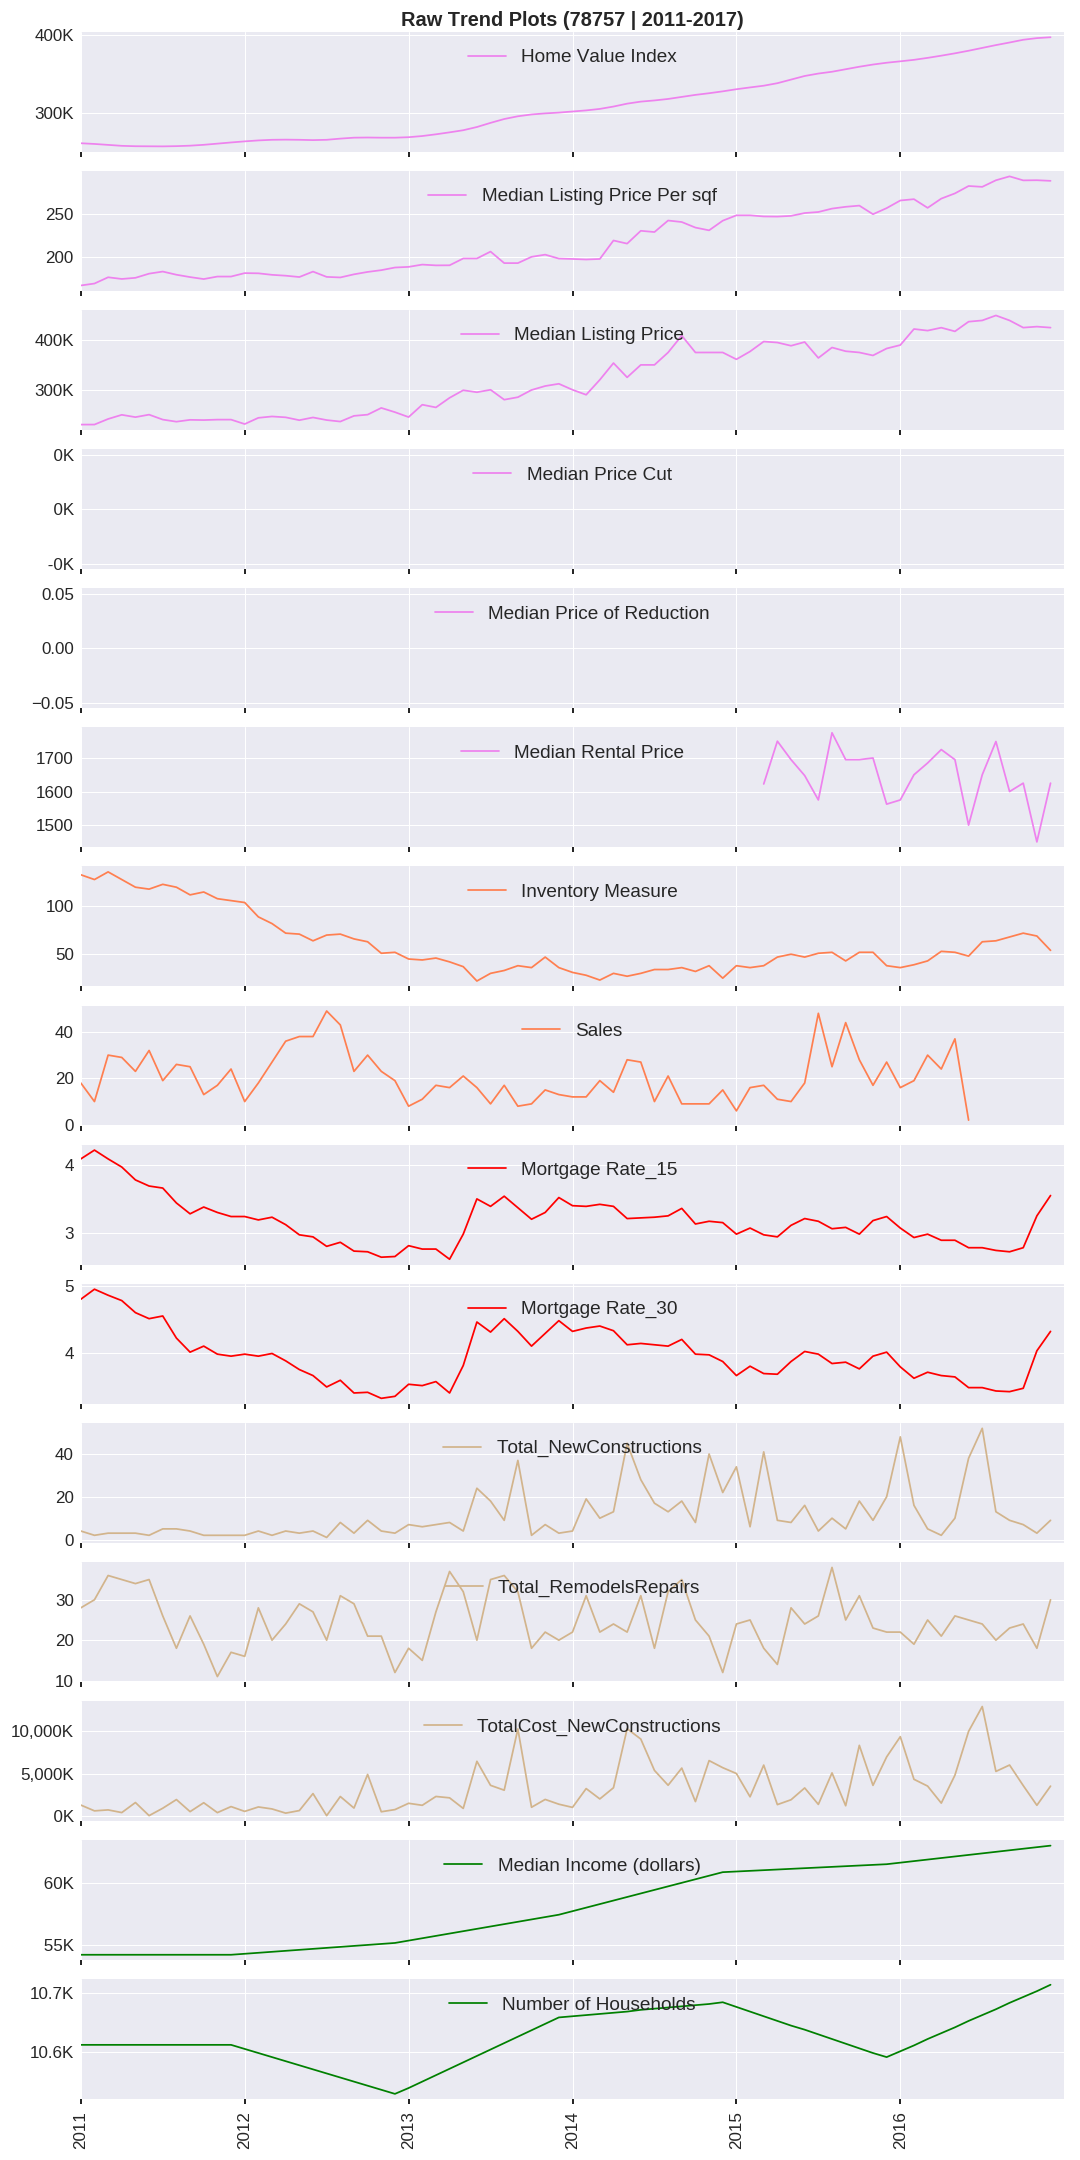 Raw Trend Plots (78757 | 2011-2017)
400K
300K
Home Value Index
250
200
Median Listing Price Per sqf
400K
300K
Median Listing Price
0K
0K
-0K
Median Price Cut
0.05
0.00
−0.05
Median Price of Reduction
1700
1600
1500
Median Rental Price
100
50
Inventory Measure
40
20
0
Sales
4
3
Mortgage Rate_15
5
4
Mortgage Rate_30
40
20
0
Total_NewConstructions
30
20
10
Total_RemodelsRepairs
10,000K
5,000K
0K
TotalCost_NewConstructions
60K
55K
Median Income (dollars)
10.7K
10.6K
Number of Households
2011
2012
2013
2014
2015
2016